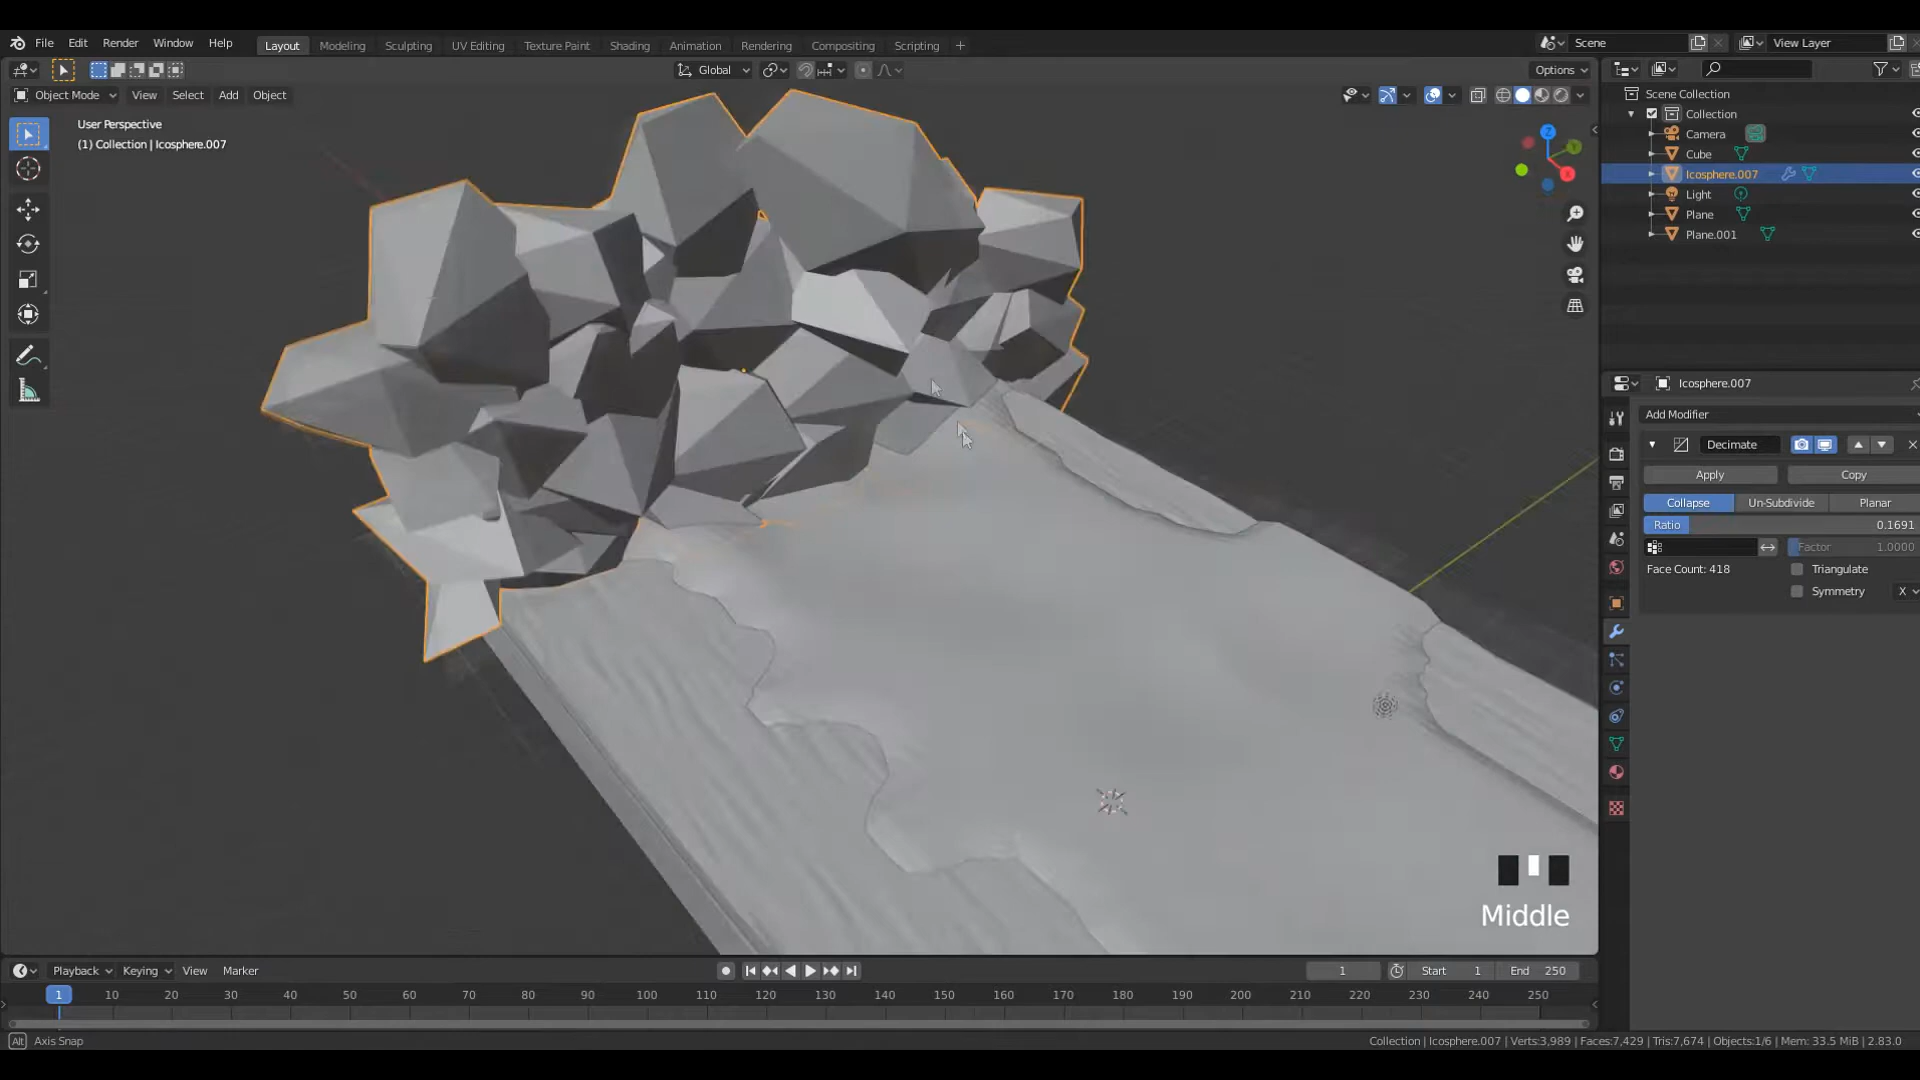 File Edit Render Window Help Layout Modeling Sculpting UV Editing Texture Paint Shading Animation Rendering Compositing Scripting + Scene View Layer
Global Options
Object Mode View Select Add Object
User Perspective
(1) Collection | Icosphere.007
Z
Y
X
Scene Collection
Collection
Camera
Cube
Icosphere.007
Light
Plane
Plane.001
Icosphere.007
Add Modifier
Decimate
Apply Copy
Collapse Un-Subdivide Planar
Ratio 0.1691
Factor 1.0000
Face Count: 418 Triangulate
Symmetry X
Middle
Playback Keying View Marker 1 Start 1 End 250
1 10 20 30 40 50 60 70 80 90 100 110 120 130 140 150 160 170 180 190 200 210 220 230 240 250
Alt Axis Snap Collection | Icosphere.007 | Verts:3,989 | Faces:7,429 | Tris:7,674 | Objects:1/6 | Mem: 33.5 MiB | 2.83.0